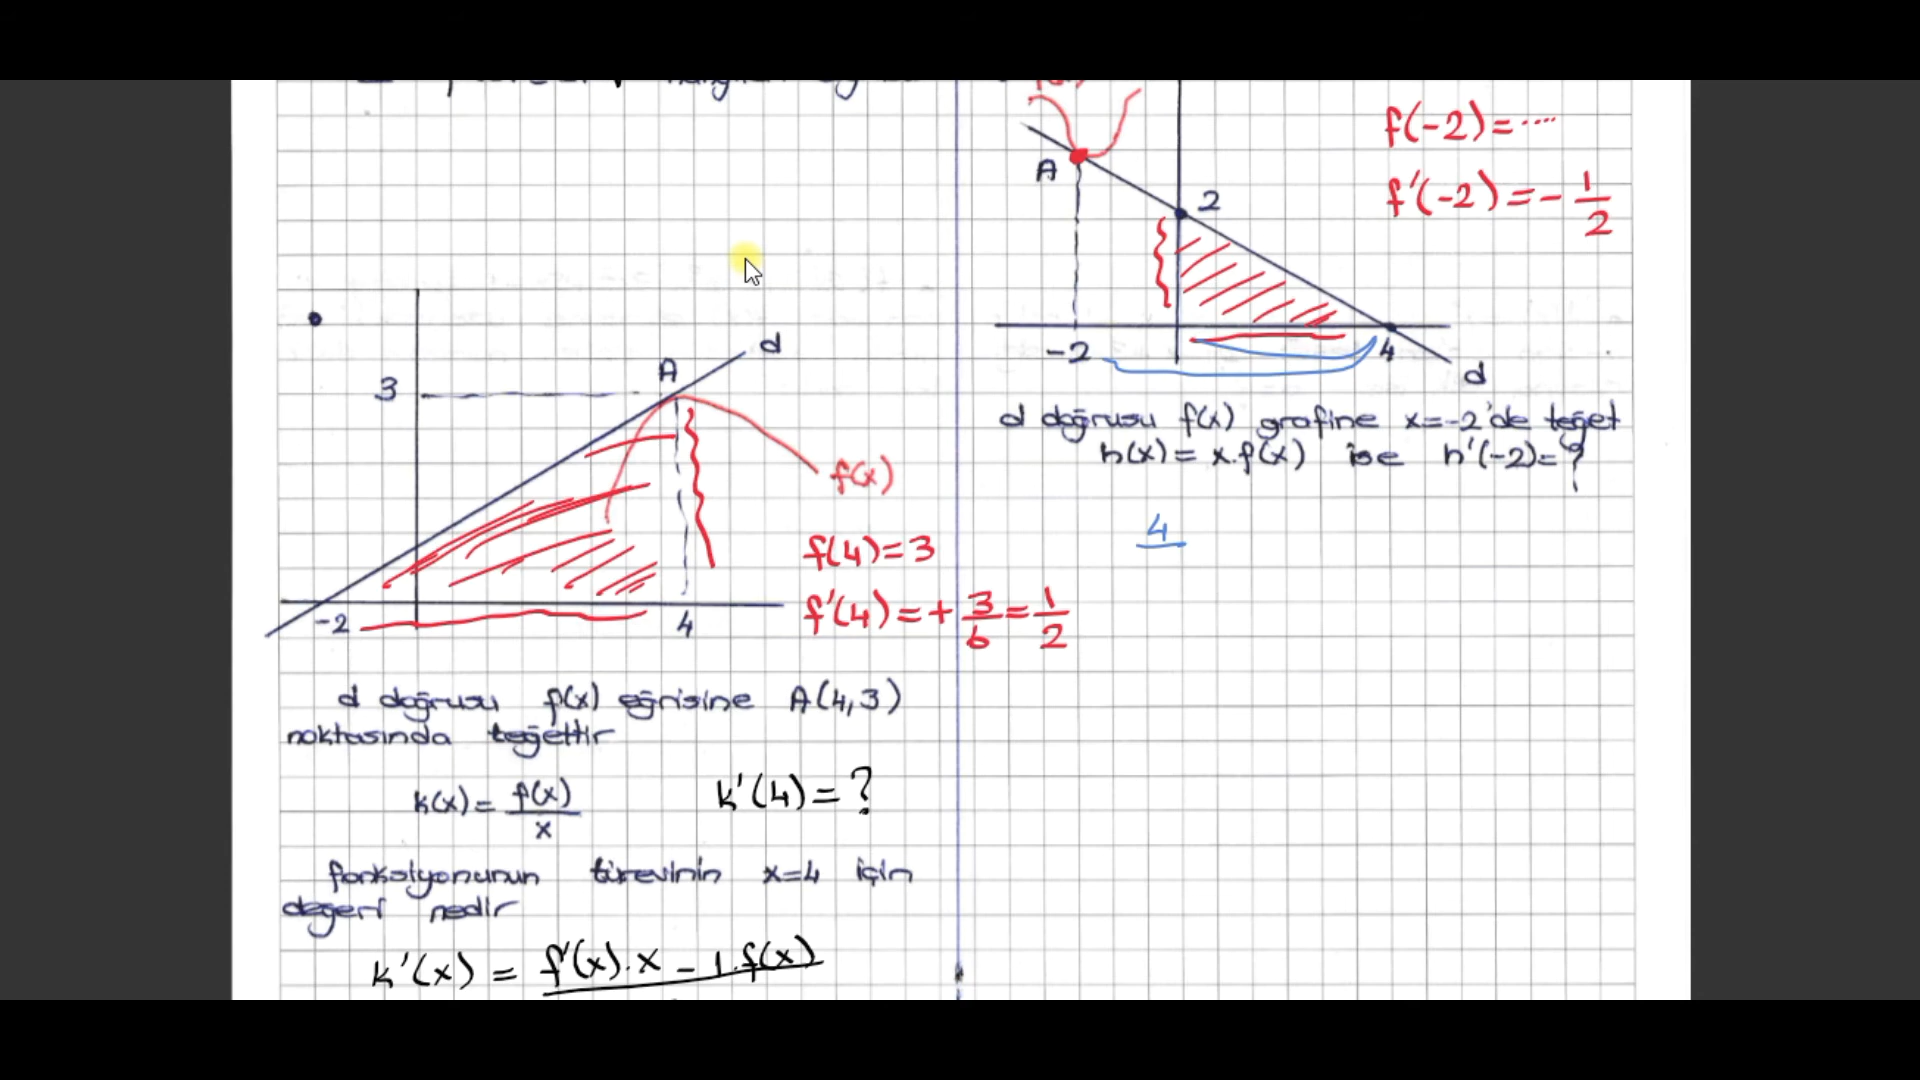 d
A
3
f(x)
f(4)=3
f'(4)=+3/6=1/2
-2
4
d doğrusu f(x) eğrisine A(4,3)
noktasında teğettir
k(x)=f(x)/x
k'(4)=?
fonksiyonunun türevinin x=4 için
değeri nedir
k'(x) = f'(x).x - 1.f(x)
f(-2)=....
f'(-2)=-1/2
A
2
-2
4
d
d doğrusu f(x) grafine x=-2'de teğet
h(x)= x.f(x) ise h'(-2)=?
4